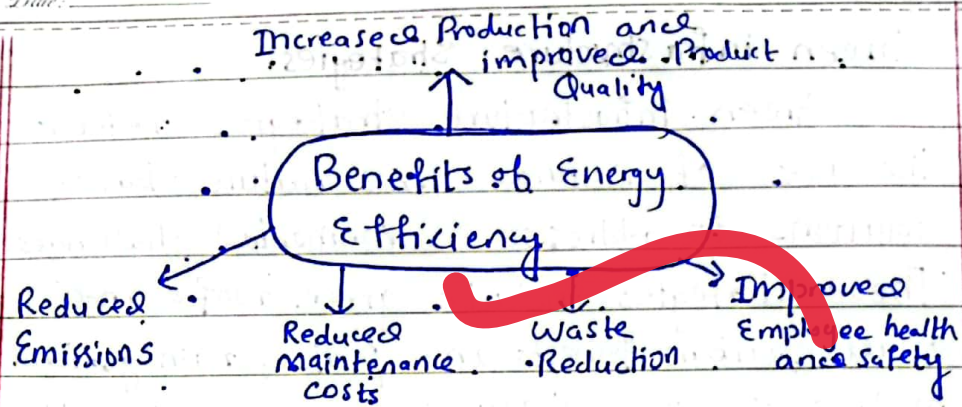 Increased Production and
improved Product
Quality
Benefits of Energy
Efficiency
Reduced
Emissions
Reduced
Maintenance
costs
Waste
Reduction
Improved
Employee health
and safety